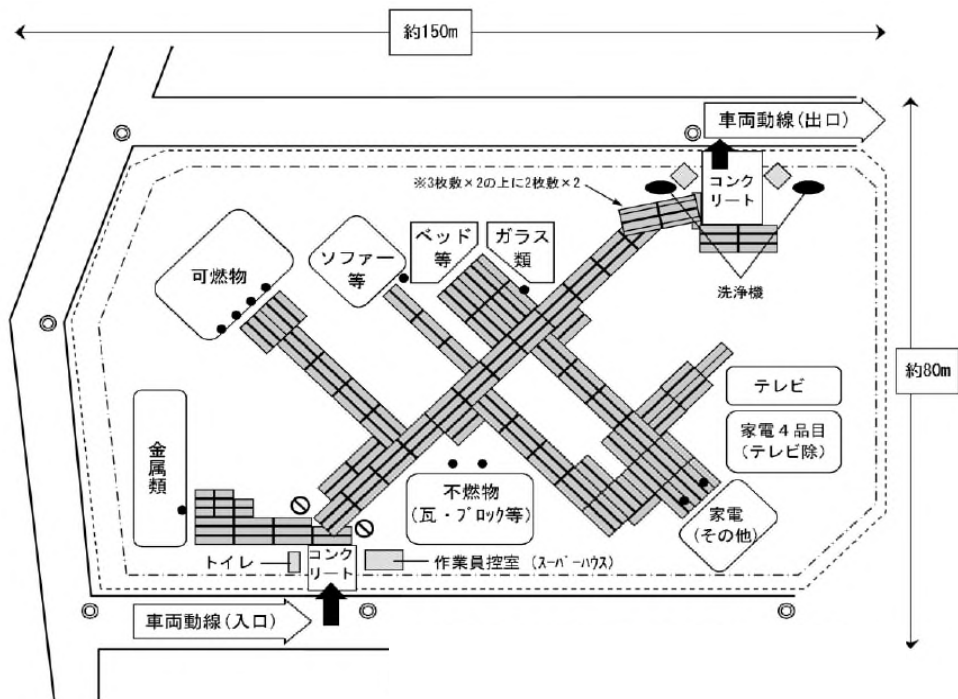 約150m
車両動線(出口)
※3枚敷×2の上に2枚敷×2
コンク
リート
ベッド
等
ガラス
類
ソファー
等
可燃物
洗浄機
約80m
テレビ
家電４品目
(テレビ除)
金属類
不燃物
(瓦・ブロック等)
家電
(その他)
トイレ
コンク
リート
作業員控室 (スーパーハウス)
車両動線(入口)